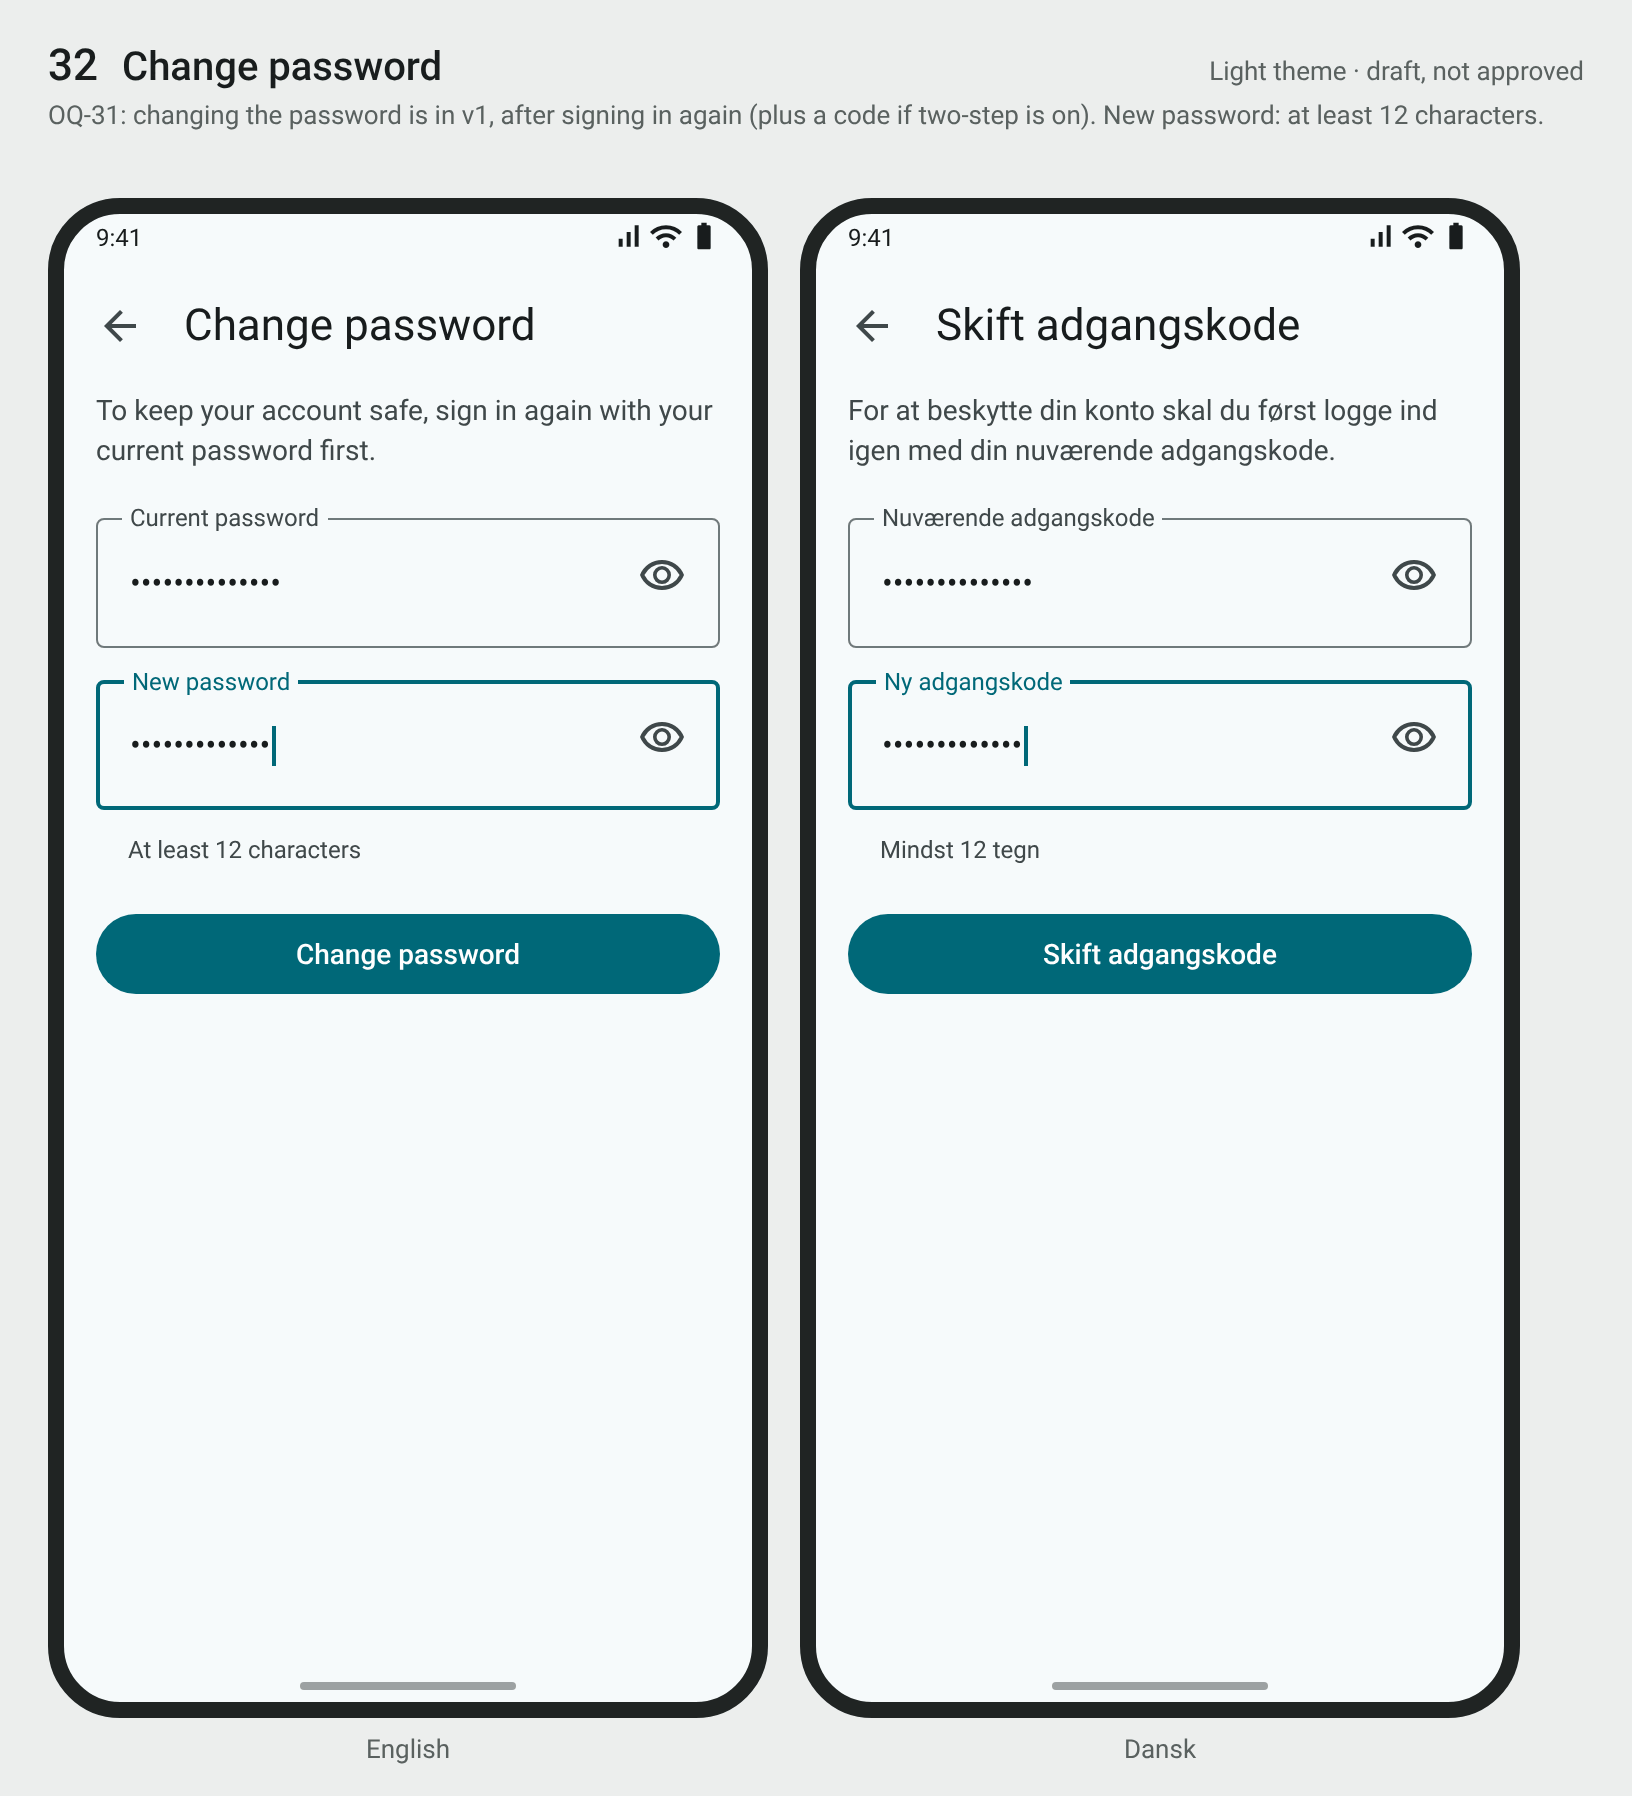 32 Change password
Light theme · draft, not approved
OQ-31: changing the password is in v1, after signing in again (plus a code if two-step is on). New password: at least 12 characters.
9:41
Change password
To keep your account safe, sign in again with your
current password first.
Current password
••••••••••••••
New password
•••••••••••••
At least 12 characters
Change password
English
9:41
Skift adgangskode
For at beskytte din konto skal du først logge ind
igen med din nuværende adgangskode.
Nuværende adgangskode
••••••••••••••
Ny adgangskode
•••••••••••••
Mindst 12 tegn
Skift adgangskode
Dansk